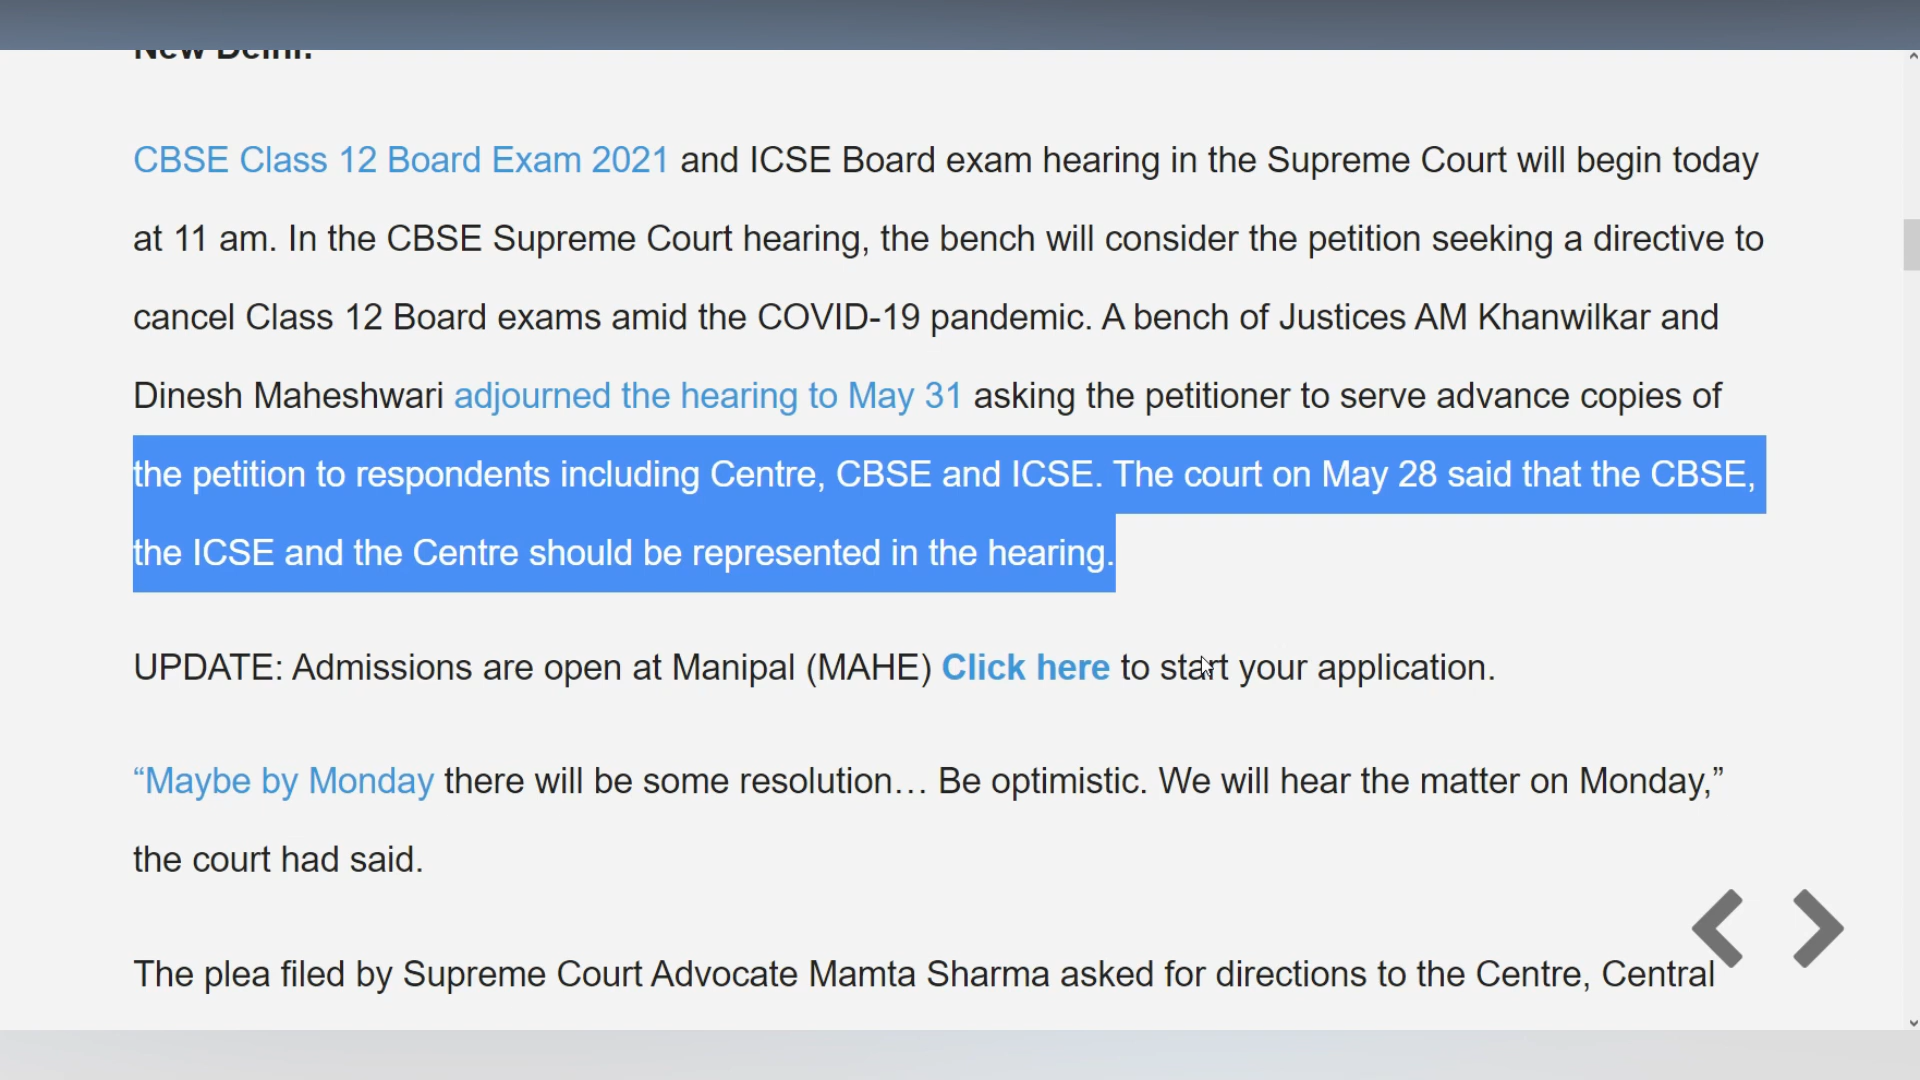 New Delhi:
CBSE Class 12 Board Exam 2021 and ICSE Board exam hearing in the Supreme Court will begin today
at 11 am. In the CBSE Supreme Court hearing, the bench will consider the petition seeking a directive to
cancel Class 12 Board exams amid the COVID-19 pandemic. A bench of Justices AM Khanwilkar and
Dinesh Maheshwari adjourned the hearing to May 31 asking the petitioner to serve advance copies of
the petition to respondents including Centre, CBSE and ICSE. The court on May 28 said that the CBSE,
the ICSE and the Centre should be represented in the hearing.
UPDATE: Admissions are open at Manipal (MAHE) Click here to start your application.
“Maybe by Monday there will be some resolution… Be optimistic. We will hear the matter on Monday,”
the court had said.
The plea filed by Supreme Court Advocate Mamta Sharma asked for directions to the Centre, Central